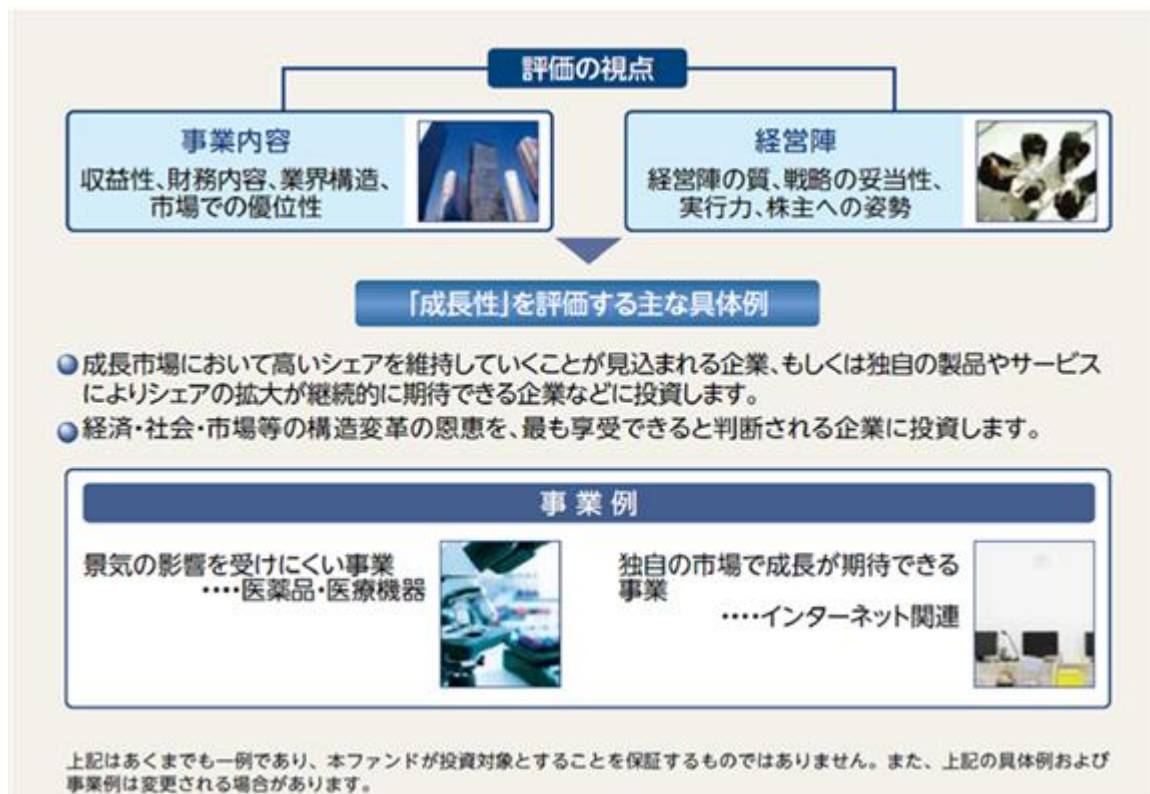 評価の視点
事業内容
収益性、財務内容、業界構造、
市場での優位性
経営陣
経営陣の質、戦略の妥当性、
実行力、株主への姿勢
「成長性」を評価する主な具体例
成長市場において高いシェアを維持していくことが見込まれる企業、もしくは独自の製品やサービス
によりシェアの拡大が継続的に期待できる企業などに投資します。
経済・社会・市場等の構造変革の恩恵を、最も享受できると判断される企業に投資します。
事業例
景気の影響を受けにくい事業
····医薬品・医療機器
独自の市場で成長が期待できる
事業
····インターネット関連
上記はあくまでも一例であり、本ファンドが投資対象とすることを保証するものではありません。また、上記の具体例および
事業例は変更される場合があります。